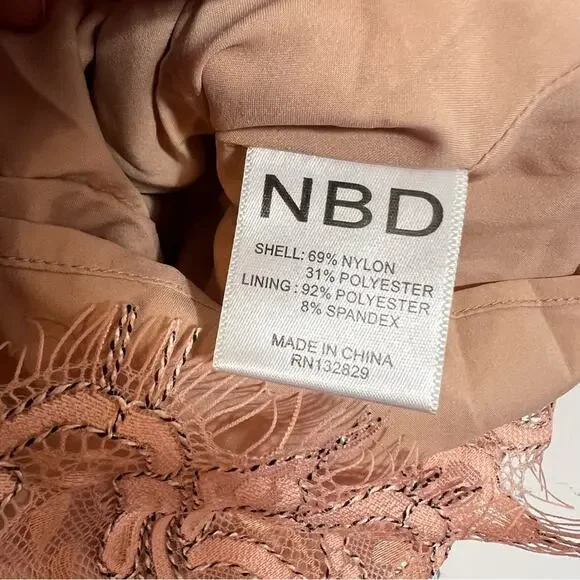 NBD
SHELL: 69% NYLON
31% POLYESTER
LINING: 92% POLYESTER
8% SPANDEX
MADE IN CHINA
RN132829